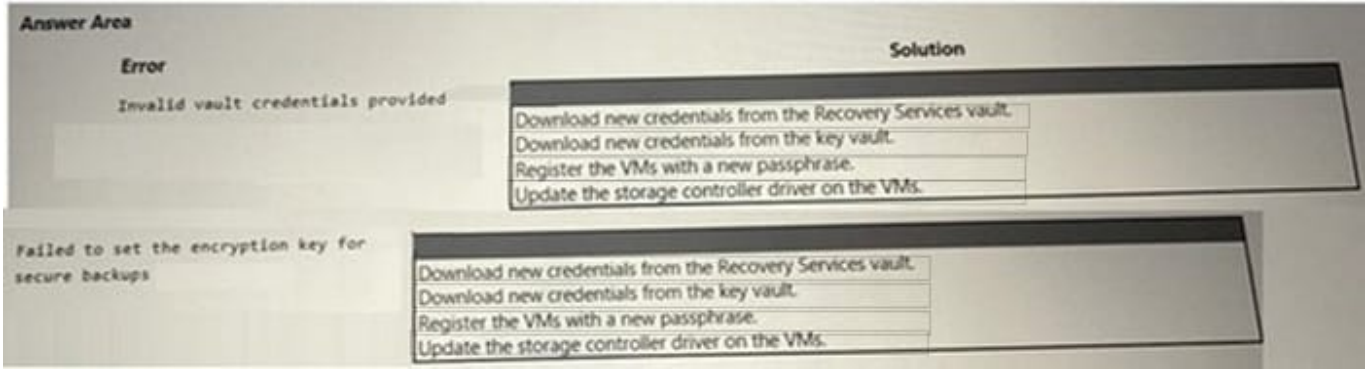 Answer Area
Error
Solution
Invalid vault credentials provided
Download new credentials from the Recovery Services vault.
Download new credentials from the key vault.
Register the VMs with a new passphrase.
Update the storage controller driver on the VMs.
Failed to set the encryption key for
secure backups
Download new credentials from the Recovery Services vault.
Download new credentials from the key vault.
Register the VMs with a new passphrase.
Update the storage controller driver on the VMs.